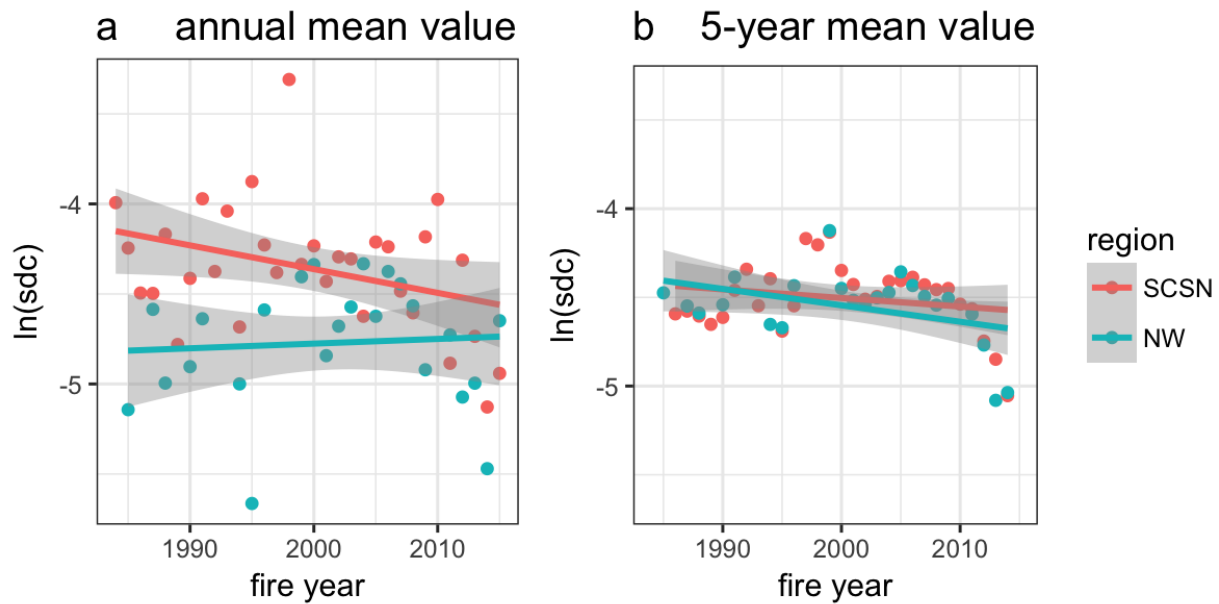 a annual mean value
-4
-5
ln(sdc)
1990 2000 2010
fire year
b 5-year mean value
-4
-5
ln(sdc)
1990 2000 2010
fire year
region
SCSN
NW